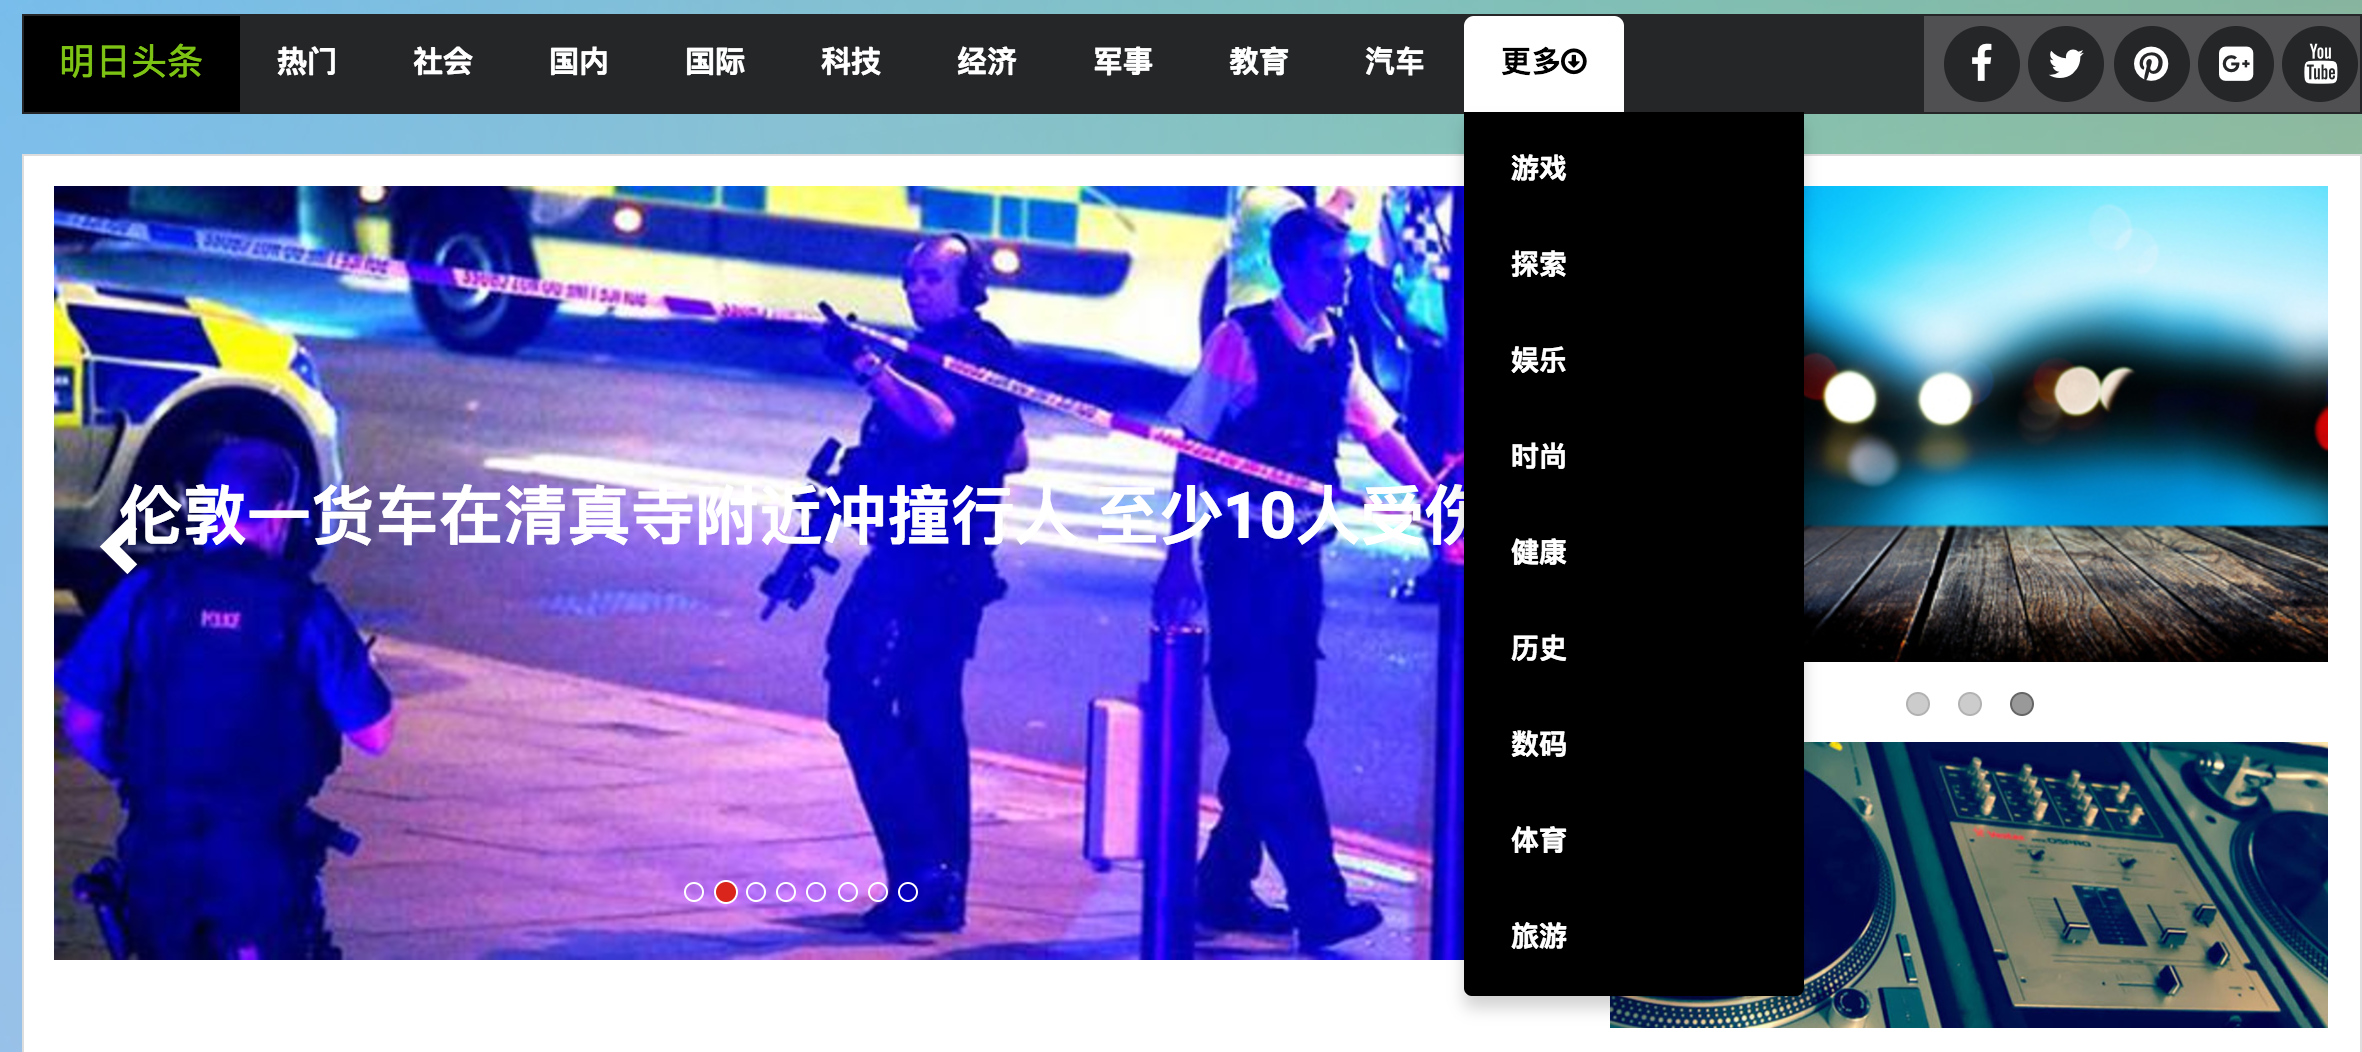 明日头条 热门 社会 国内 国际 科技 经济 军事 教育 汽车 更多 You Tube
游戏
探索
娱乐
时尚
伦敦一货车在清真寺附近冲撞行人 至少10人受伤
健康
POLICE
历史
数码
体育
旅游